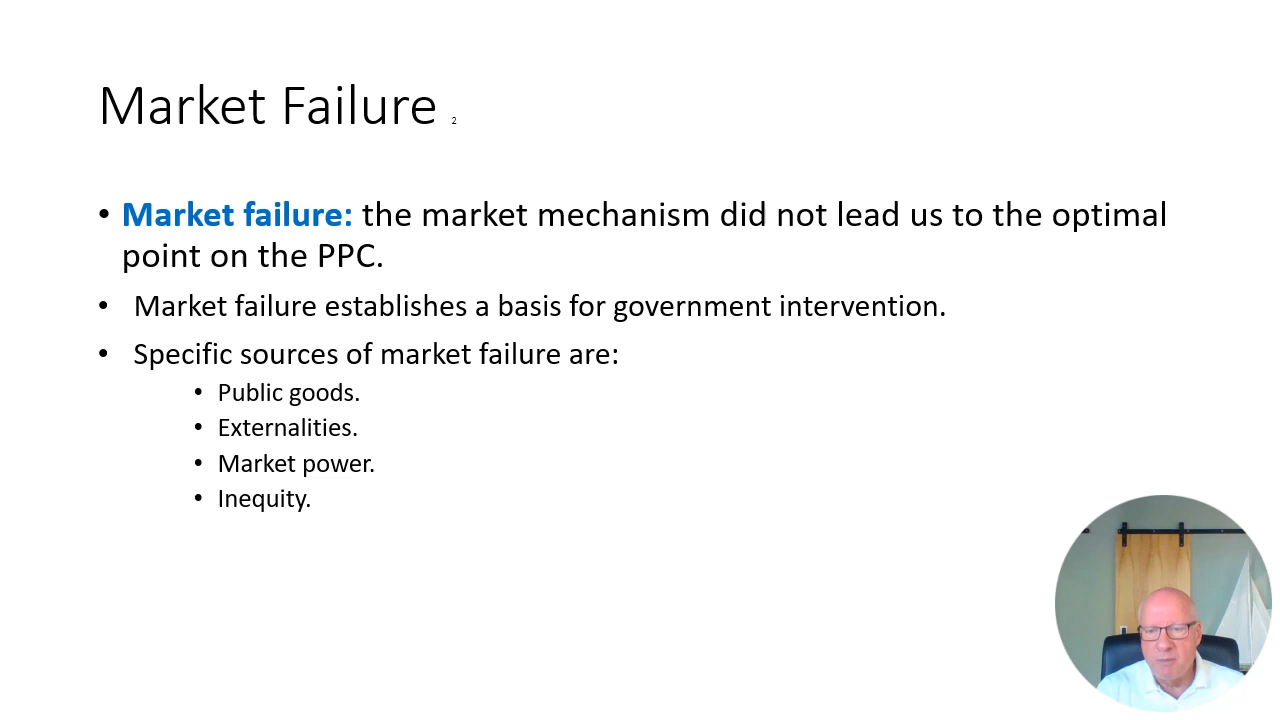 Market Failure 2
• Market failure: the market mechanism did not lead us to the optimal
point on the PPC.
• Market failure establishes a basis for government intervention.
• Specific sources of market failure are:
• Public goods.
• Externalities.
• Market power.
• Inequity.